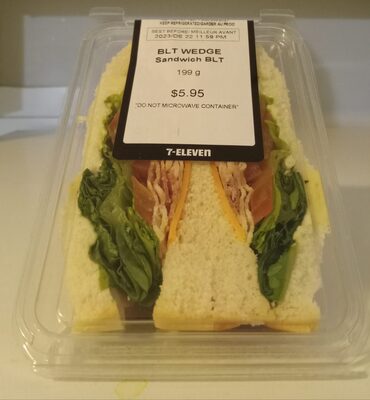 KEEP REFRIGERATED/GARDER AU FROID
BEST BEFORE/ MEILLEUR AVANT
2023/06/22 11:59 PM
BLT WEDGE
Sandwich BLT
199 g
$5.95
"DO NOT MICROWAVE CONTAINER"
7-ELEVEN